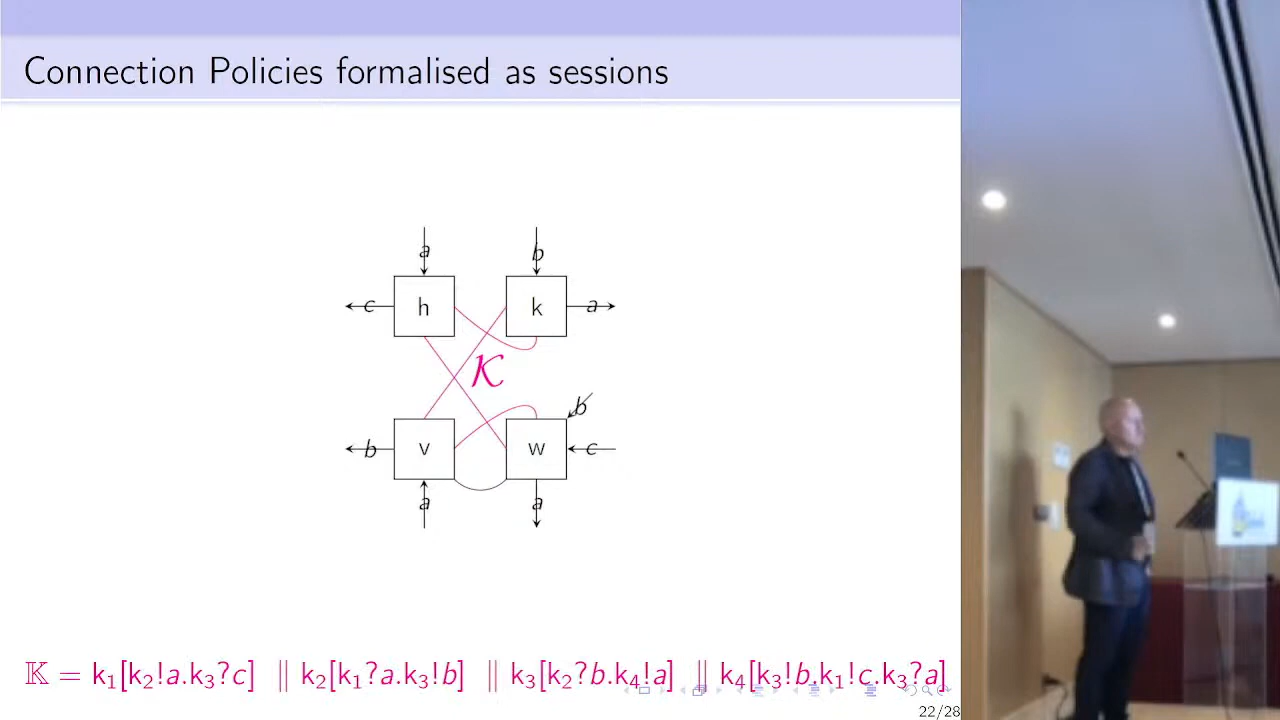 Connection Policies formalised as sessions
a b
c h k a
𝒦
b
b v w c
a a
𝕂 = k₁[k₂!a.k₃?c] ∥ k₂[k₁?a.k₃!b] ∥ k₃[k₂?b.k₄!a] ∥ k₄[k₃!b.k₁!c.k₃?a]
22/28